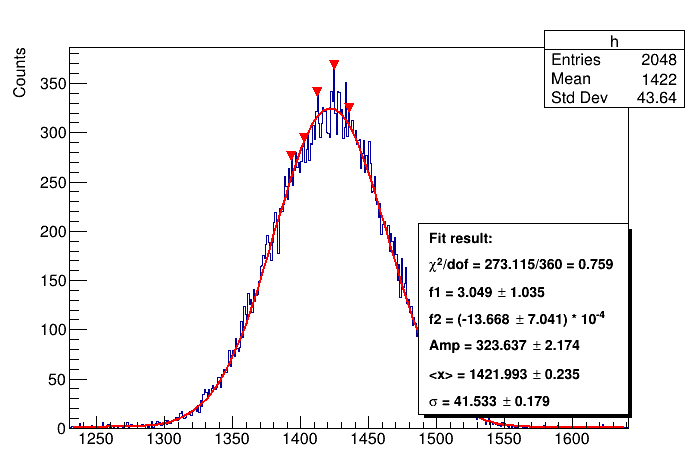 h
Entries 2048
Mean 1422
Std Dev 43.64
Counts
350
300
250
200
150
100
50
0
Fit result:
χ²/dof = 273.115/360 = 0.759
f1 = 3.049 ± 1.035
f2 = (-13.668 ± 7.041) * 10⁻⁴
Amp = 323.637 ± 2.174
<x> = 1421.993 ± 0.235
σ = 41.533 ± 0.179
1250 1300 1350 1400 1450 1500 1550 1600